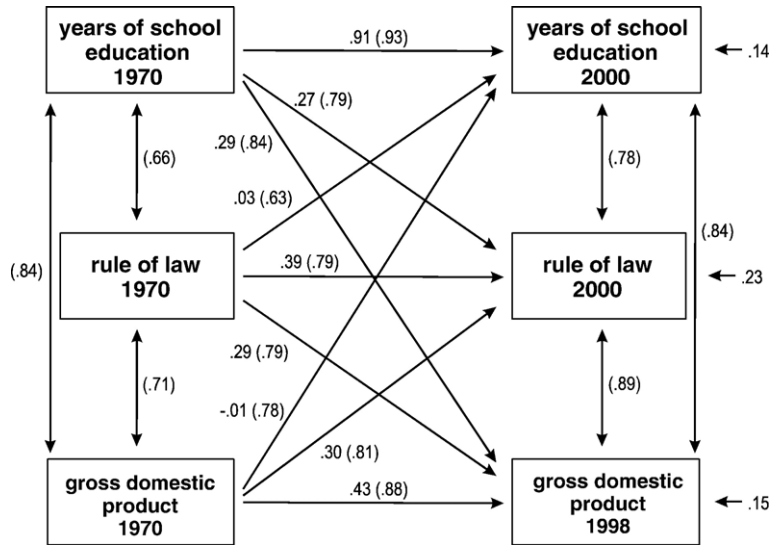 years of school
education
1970
.91 (.93)
years of school
education
2000
.14
.27 (.79)
.29 (.84)
(.66)
(.78)
.03 (.63)
(.84)
(.84)
rule of law
1970
.39 (.79)
rule of law
2000
.23
.29 (.79)
(.71)
(.89)
-.01 (.78)
.30 (.81)
gross domestic
product
1970
.43 (.88)
gross domestic
product
1998
.15